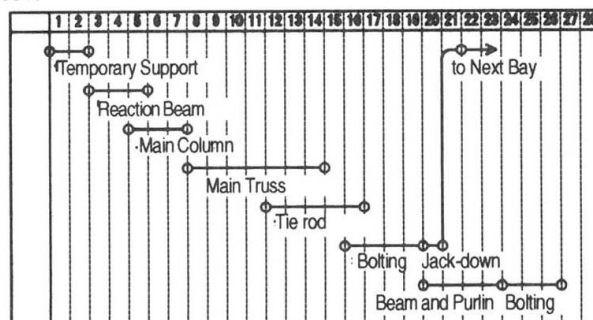 1 2 3 4 5 6 7 8 9 10 11 12 13 14 15 16 17 18 19 20 21 22 23 24 25 26 27 28
Temporary Support
to Next Bay
Reaction Beam
Main Column
Main Truss
Tie rod
Bolting Jack-down
Beam and Purlin Bolting